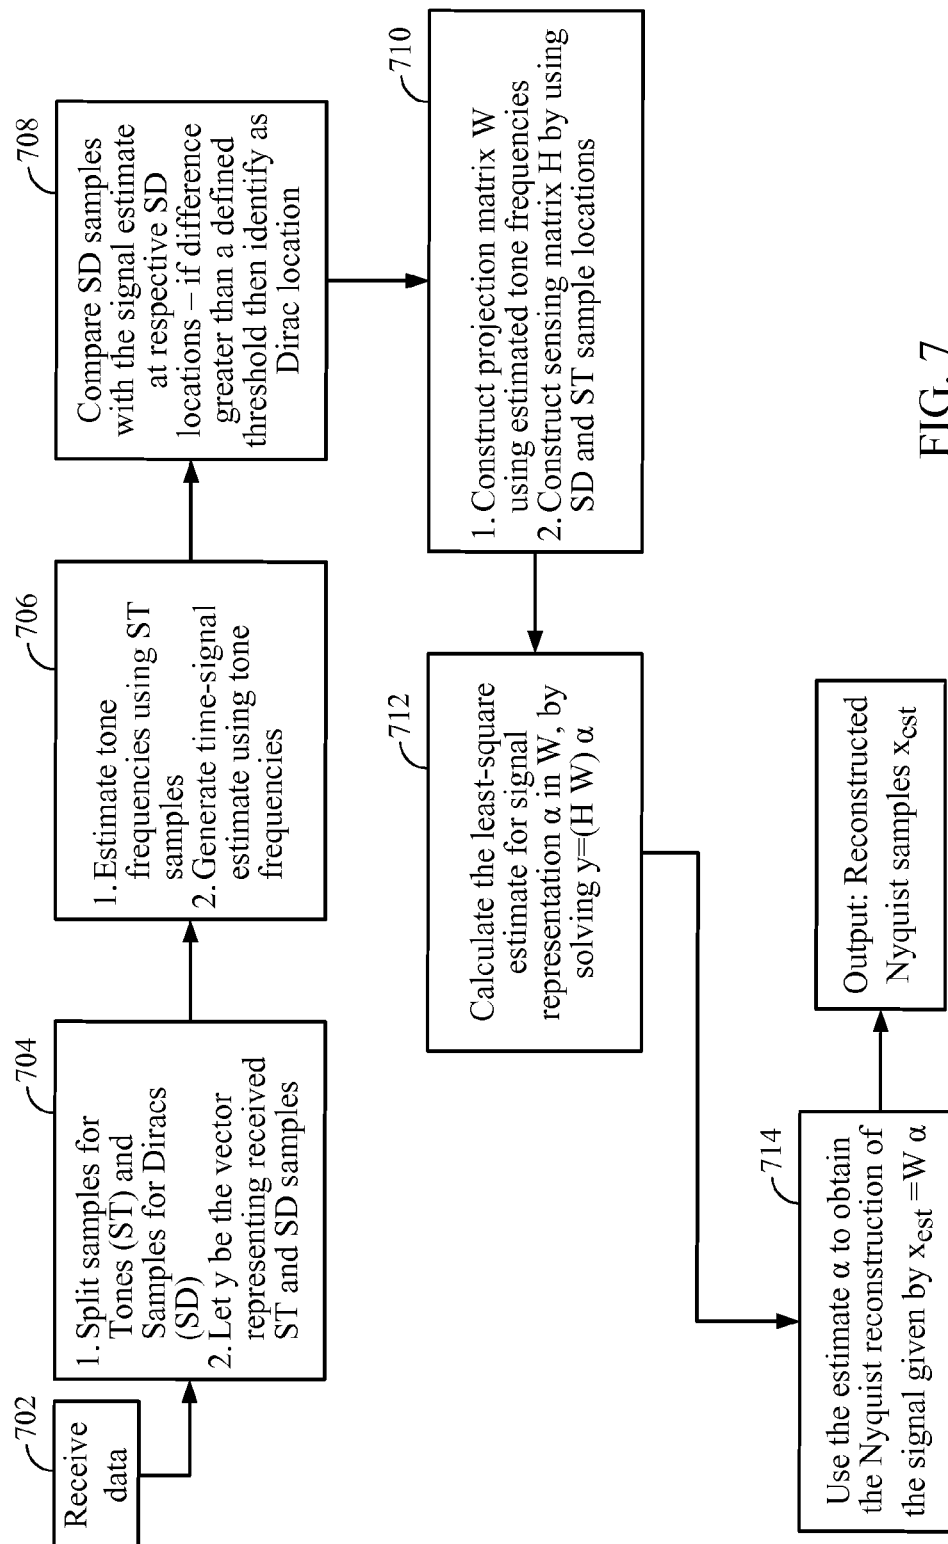 702
Receive
data
704
1. Split samples for
Tones (ST) and
Samples for Diracs
(SD)
2. Let y be the vector
representing received
ST and SD samples
706
1. Estimate tone
frequencies using ST
samples
2. Generate time-signal
estimate using tone
frequencies
708
Compare SD samples
with the signal estimate
at respective SD
locations – if difference
greater than a defined
threshold then identify as
Dirac location
710
1. Construct projection matrix W
using estimated tone frequencies
2. Construct sensing matrix H by using
SD and ST sample locations
712
Calculate the least-square
estimate for signal
representation α in W, by
solving y=(H W) α
714
Use the estimate α to obtain
the Nyquist reconstruction of
the signal given by xest =W α
Output: Reconstructed
Nyquist samples xest
FIG. 7